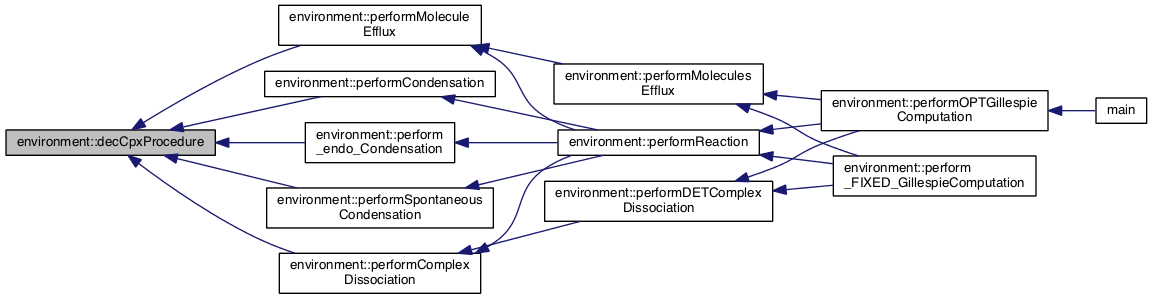 environment::decCpxProcedure
environment::performMolecule
Efflux
environment::performCondensation
environment::perform
_endo_Condensation
environment::performSpontaneous
Condensation
environment::performComplex
Dissociation
environment::performMolecules
Efflux
environment::performReaction
environment::performDETComplex
Dissociation
environment::performOPTGillespie
Computation
environment::perform
_FIXED_GillespieComputation
main